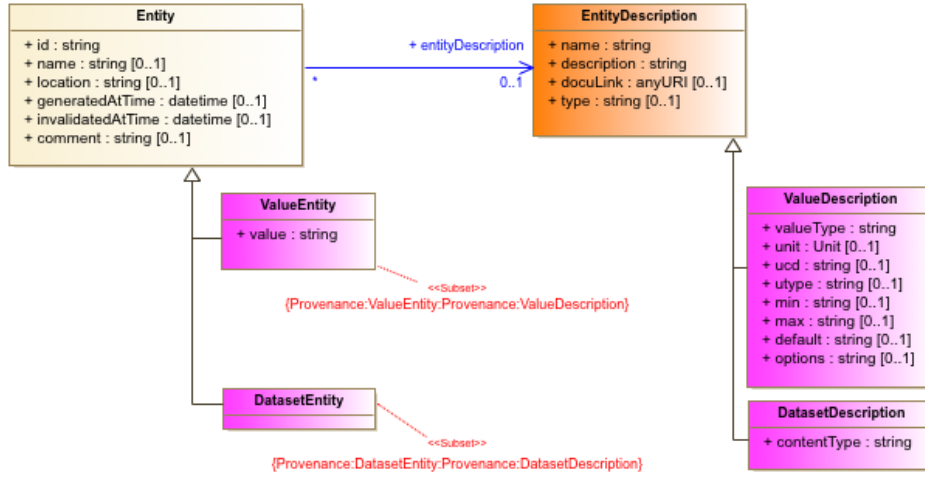 Entity
+ id : string
+ name : string [0..1]
+ location : string [0..1]
+ generatedAtTime : datetime [0..1]
+ invalidatedAtTime : datetime [0..1]
+ comment : string [0..1]
+ entityDescription
*
0..1
EntityDescription
+ name : string
+ description : string
+ docuLink : anyURI [0..1]
+ type : string [0..1]
ValueEntity
+ value : string
<<Subset>>
{Provenance:ValueEntity:Provenance:ValueDescription}
ValueDescription
+ valueType : string
+ unit : Unit [0..1]
+ ucd : string [0..1]
+ utype : string [0..1]
+ min : string [0..1]
+ max : string [0..1]
+ default : string [0..1]
+ options : string [0..1]
DatasetEntity
<<Subset>>
{Provenance:DatasetEntity:Provenance:DatasetDescription}
DatasetDescription
+ contentType : string